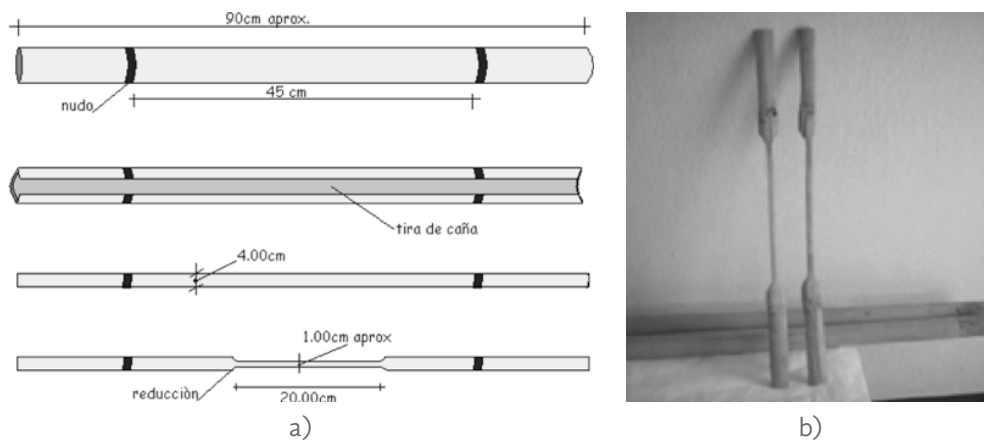 90cm aprox.
nudo
45 cm
tira de caña
4.00cm
1.00cm aprox
reducciòn
20.00cm
a)
b)